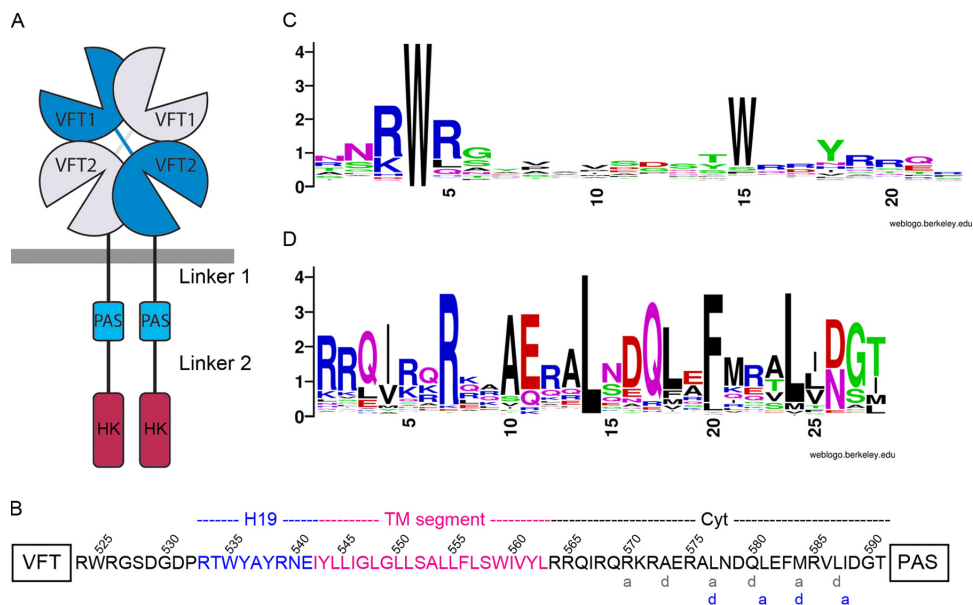 A
VFT1
VFT1
VFT2
VFT2
Linker 1
PAS
PAS
Linker 2
HK
HK
C
4
3
2
1
0
RWR
W
Y
5
10
15
20
weblogo.berkeley.edu
D
4
3
2
1
0
RRQIRQRKAAERALNDQLEFMRALIDGT
5
10
15
20
25
weblogo.berkeley.edu
B
H19
TM segment
Cyt
525
535
540
545
550
555
560
565
570
575
580
585
590
VFT
RWRGSDGDPRTWYAYRNEIYLLIGLGLLSALLFLSWIVYLRRQIRQRKRAERALNDQLEFMRVLIDGT
PAS
a d a d a d
d a d a